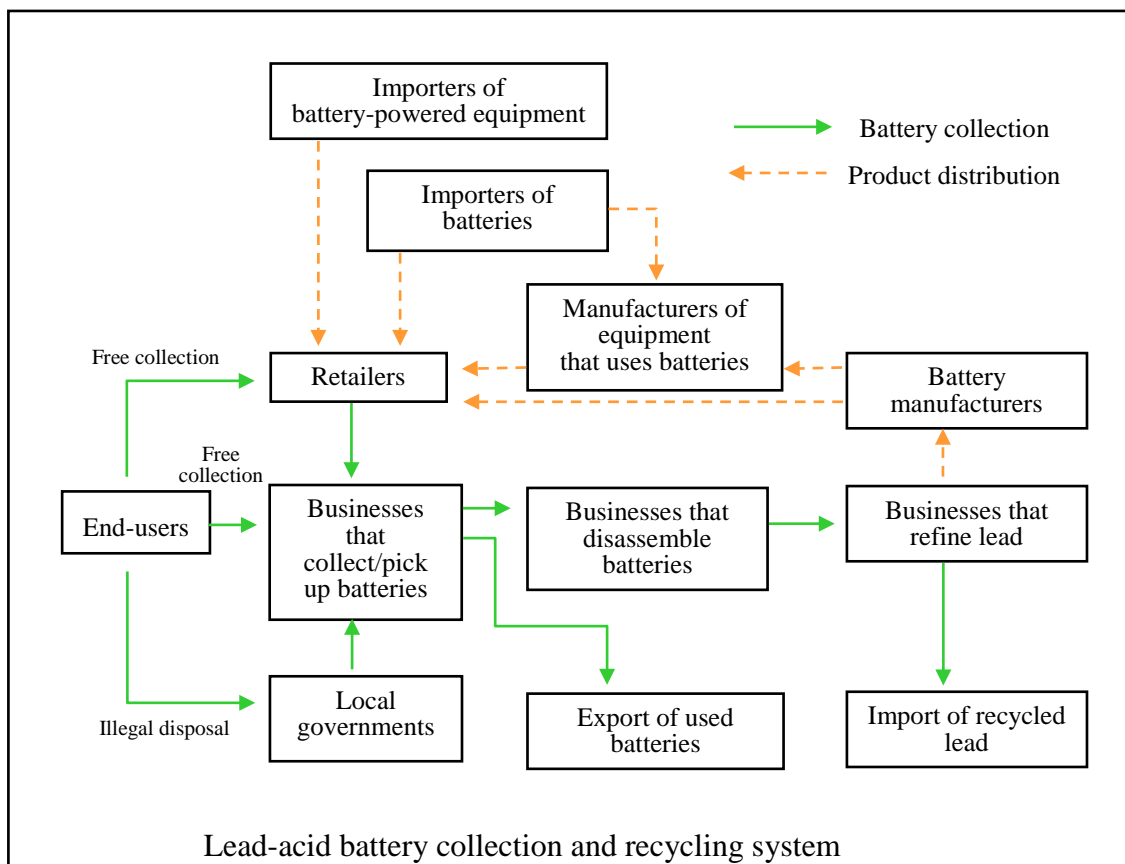 Importers of
battery-powered equipment
Battery collection
Product distribution
Importers of
batteries
Manufacturers of
equipment
that uses batteries
Free collection
Retailers
Battery
manufacturers
Free
collection
End-users
Businesses
that
collect/pick
up batteries
Businesses that
disassemble
batteries
Businesses that
refine lead
Illegal disposal
Local
governments
Export of used
batteries
Import of recycled
lead
Lead-acid battery collection and recycling system